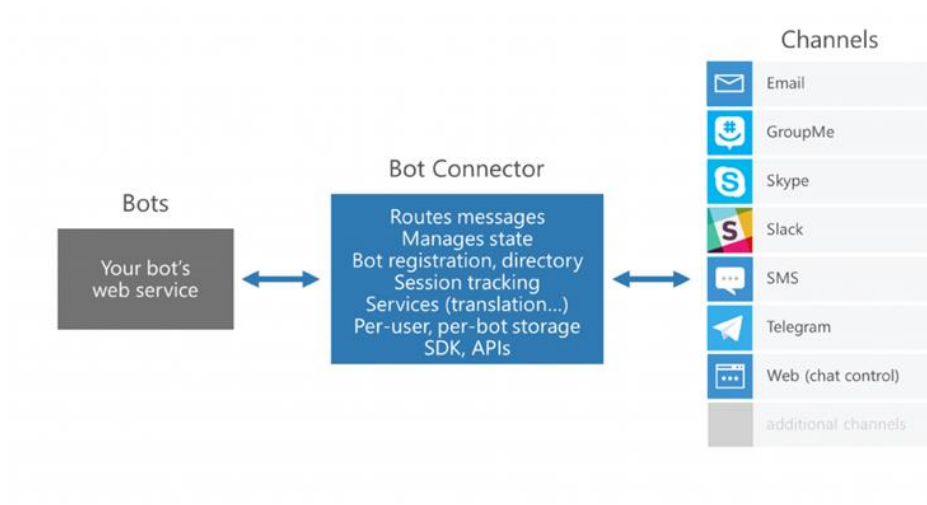 Channels
Email
GroupMe
Skype
Slack
SMS
Telegram
Web (chat control)
additional channels
Bot Connector
Routes messages
Manages state
Bot registration, directory
Session tracking
Services (translation...)
Per-user, per-bot storage
SDK, APIs
Bots
Your bot's
web service